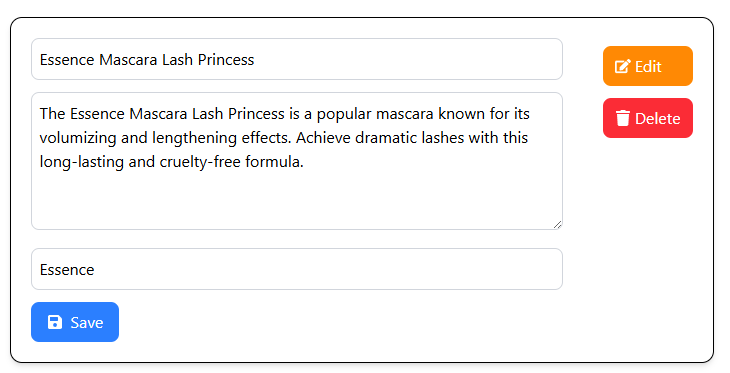 Essence Mascara Lash Princess
Edit
The Essence Mascara Lash Princess is a popular mascara known for its
volumizing and lengthening effects. Achieve dramatic lashes with this
long-lasting and cruelty-free formula.
Delete
Essence
Save